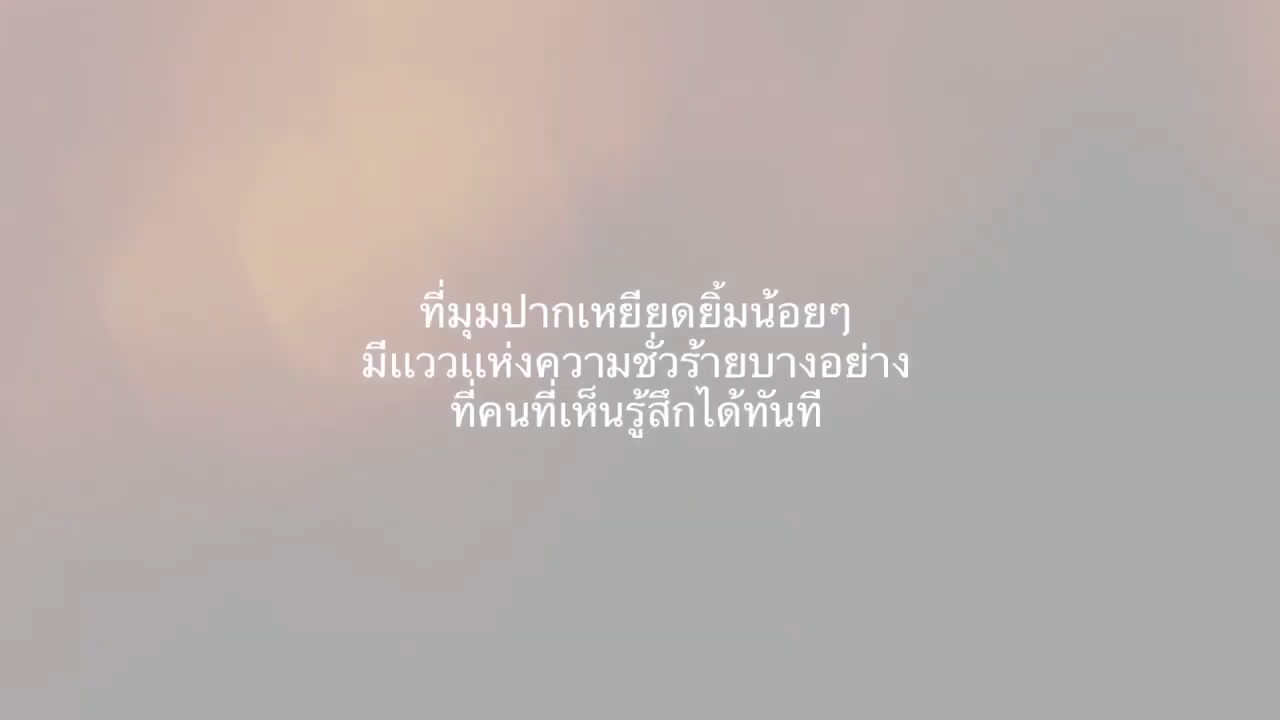 ที่มุมปากเหยียดยิ้มน้อยๆ
มีแววแห่งความชั่วร้ายบางอย่าง
ที่คนที่เห็นรู้สึกได้ทันที